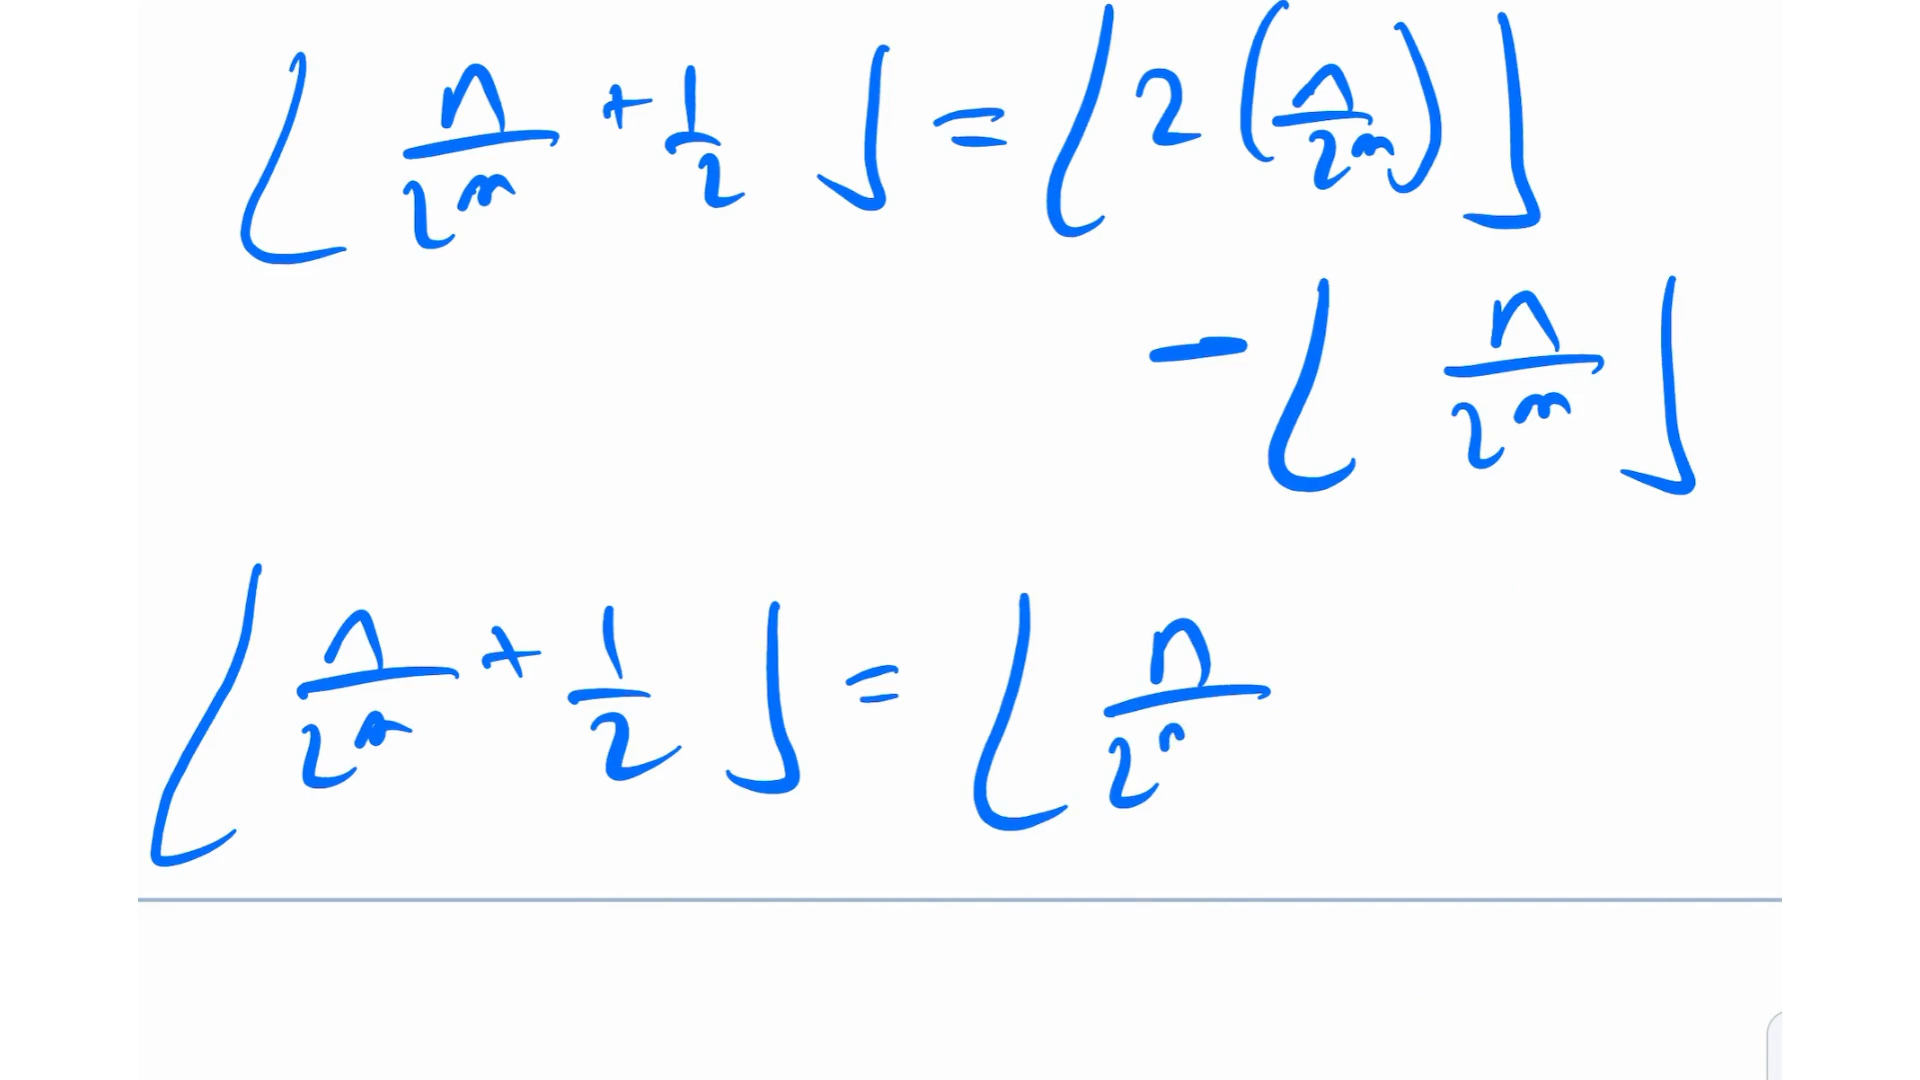 ⌊ n/2^m + 1/2 ⌋ = ⌊ 2 (n/2^m) ⌋
- ⌊ n/2^m ⌋
⌊ n/2^m + 1/2 ⌋ = ⌊ n/2^n